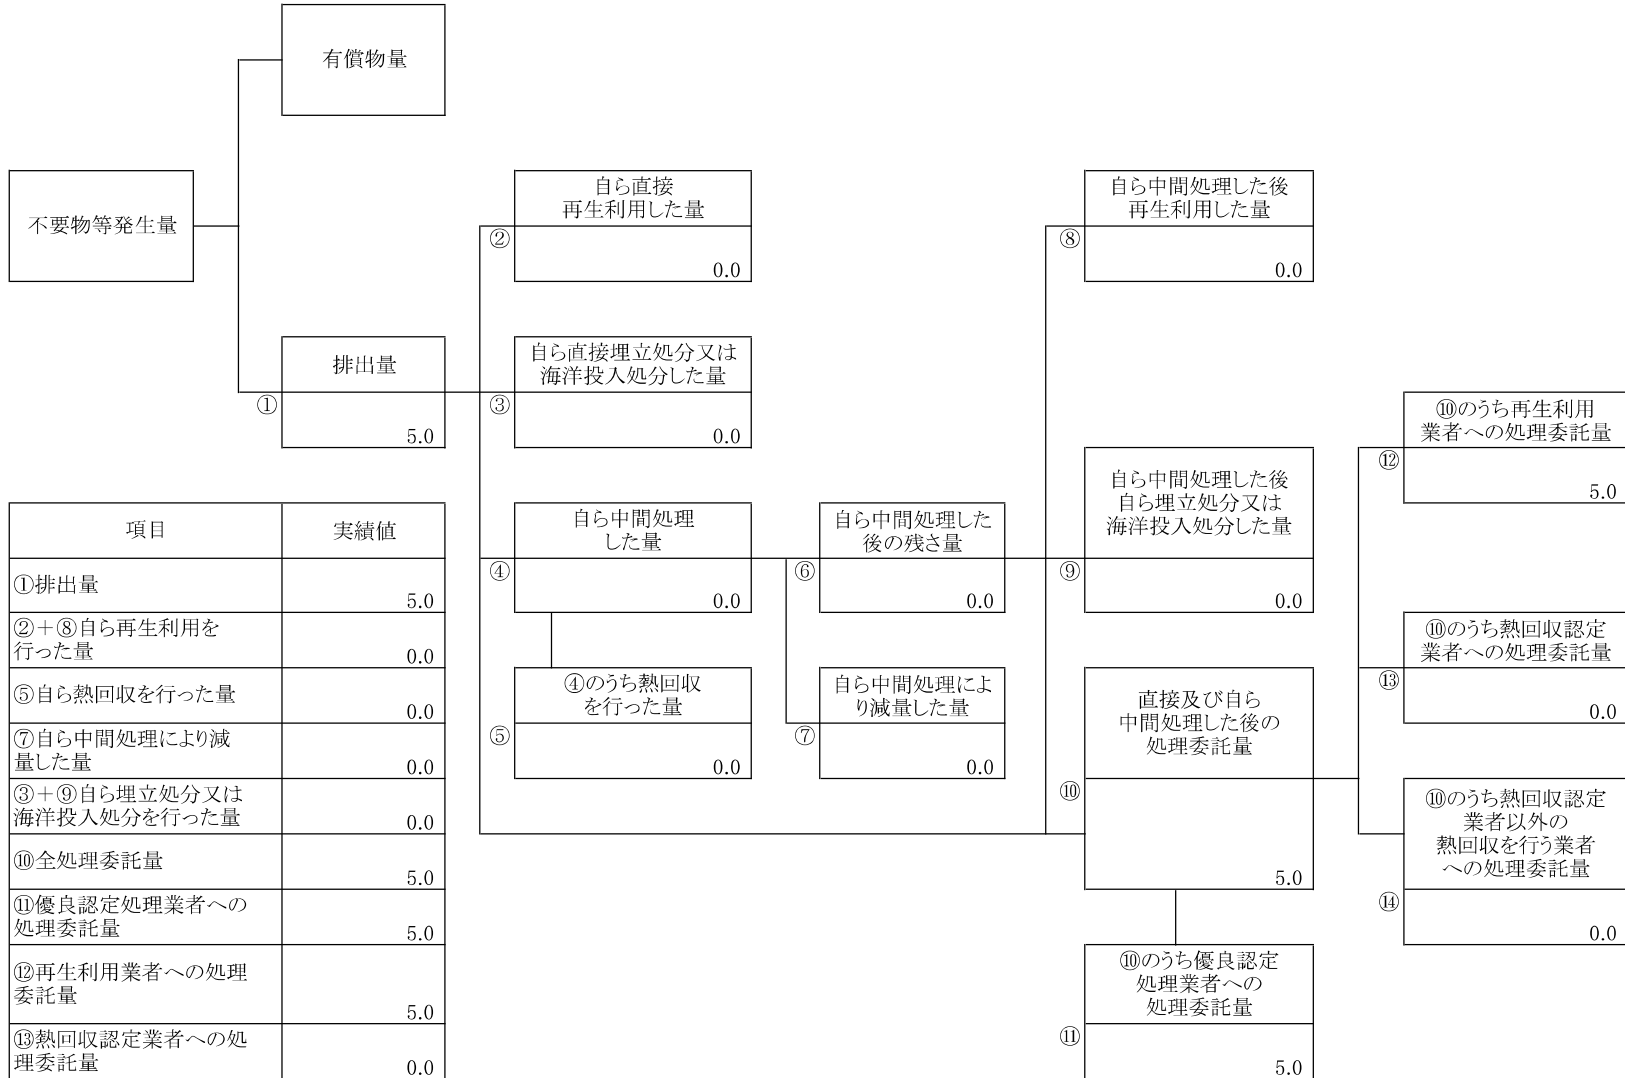 有償物量
不要物等発生量
排出量
①
5.0
自ら直接
再生利用した量
②
0.0
自ら直接埋立処分又は
海洋投入処分した量
③
0.0
自ら中間処理
した量
④
0.0
④のうち熱回収
を行った量
⑤
0.0
自ら中間処理した
後の残さ量
⑥
0.0
自ら中間処理によ
り減量した量
⑦
0.0
自ら中間処理した後
再生利用した量
⑧
0.0
自ら中間処理した後
自ら埋立処分又は
海洋投入処分した量
⑨
0.0
直接及び自ら
中間処理した後の
処理委託量
⑩
5.0
⑩のうち優良認定
処理業者への
処理委託量
⑪
5.0
⑩のうち再生利用
業者への処理委託量
⑫
5.0
⑩のうち熱回収認定
業者への処理委託量
⑬
0.0
⑩のうち熱回収認定
業者以外の
熱回収を行う業者
への処理委託量
⑭
0.0
項目 実績値
①排出量
5.0
②＋⑧自ら再生利用を
行った量
0.0
⑤自ら熱回収を行った量
0.0
⑦自ら中間処理により減
量した量
0.0
③＋⑨自ら埋立処分又は
海洋投入処分を行った量
0.0
⑩全処理委託量
5.0
⑪優良認定処理業者への
処理委託量
5.0
⑫再生利用業者への処理
委託量
5.0
⑬熱回収認定業者への処
理委託量
0.0